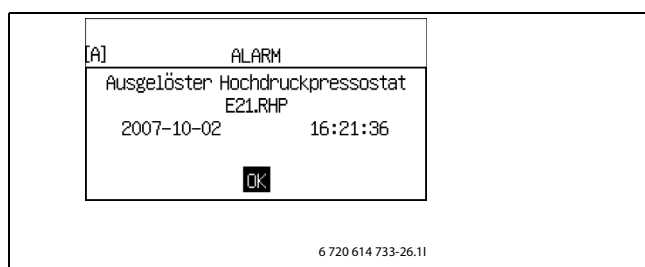 [A] ALARM
Ausgelöster Hochdruckpressostat
E21.RHP
2007-10-02 16:21:36
OK
6 720 614 733-26.1I